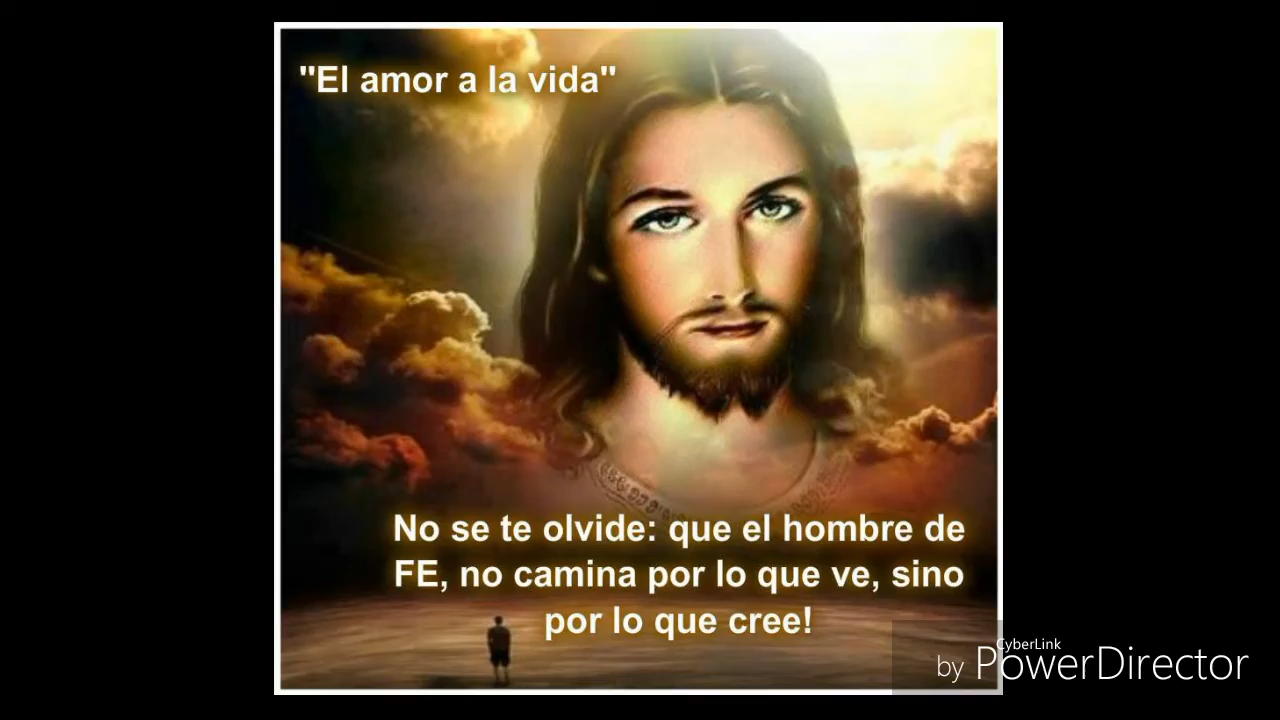 "El amor a la vida"
No se te olvide: que el hombre de
FE, no camina por lo que ve, sino
por lo que cree!
CyberLink
by PowerDirector